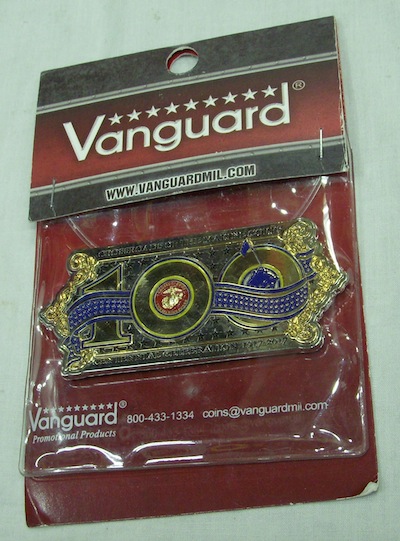 Vanguard®
WWW.VANGUARDMIL.COM
100
Vanguard®
Promotional Products
800-433-1334 coins@vanguardmil.com